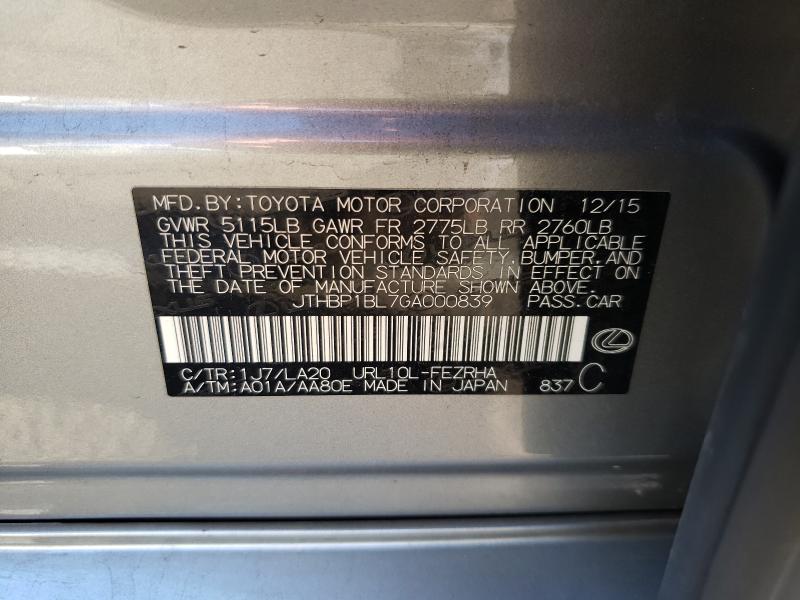 MFD.BY:TOYOTA MOTOR CORPORATION 12/15
GVWR 5115LB GAWR FR 2775LB RR 2760LB
THIS VEHICLE CONFORMS TO ALL APPLICABLE
FEDERAL MOTOR VEHICLE SAFETY,BUMPER,AND
THEFT PREVENTION STANDARDS IN EFFECT ON
THE DATE OF MANUFACTURE SHOWN ABOVE.
JTHBP1BL7GA000839 PASS.CAR
C/TR:1J7/LA20 URL10L-FEZRHA
A/TM:A01A/AA80E MADE IN JAPAN 837 C